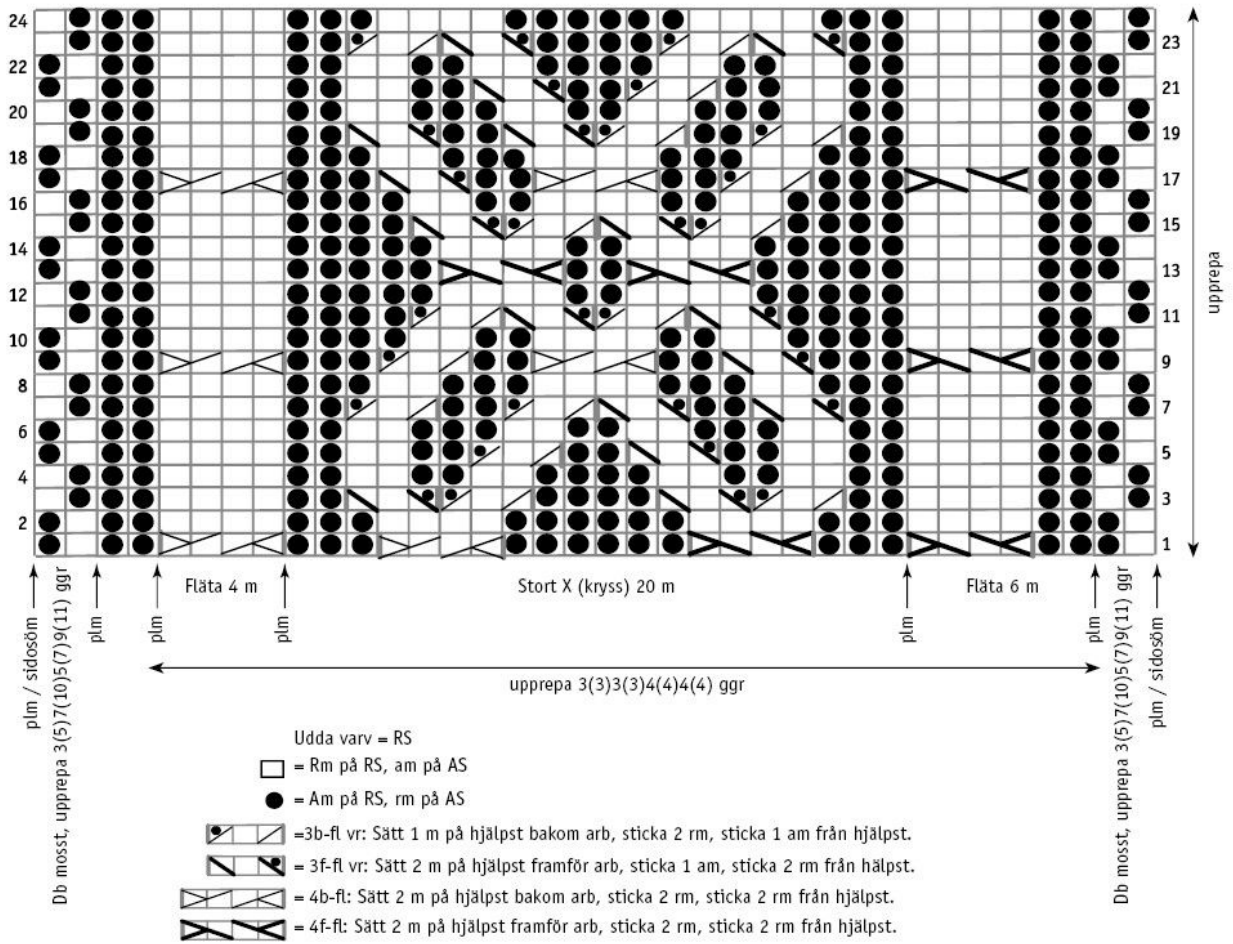 24
23
22
21
20
19
18
17
16
15
14
13
12
11
10
9
8
7
6
5
4
3
2
1
upprepa
Fläta 4 m
Stort X (kryss) 20 m
Fläta 6 m
plm / sidosöm
Db mosst, upprepa 3(5)7(10)5(7)9(11) ggr
plm
plm
plm
plm
plm
Db mosst, upprepa 3(5)7(10)5(7)9(11) ggr
plm / sidosöm
upprepa 3(3)3(3)4(4)4(4) ggr
Udda varv = RS
= Rm på RS, am på AS
= Am på RS, rm på AS
=3b-fl vr: Sätt 1 m på hjälpst bakom arb, sticka 2 rm, sticka 1 am från hjälpst.
= 3f-fl vr: Sätt 2 m på hjälpst framför arb, sticka 1 am, sticka 2 rm från hälpst.
= 4b-fl: Sätt 2 m på hjälpst bakom arb, sticka 2 rm, sticka 2 rm från hjälpst.
= 4f-fl: Sätt 2 m på hjälpst framför arb, sticka 2 rm, sticka 2 rm från hjälpst.